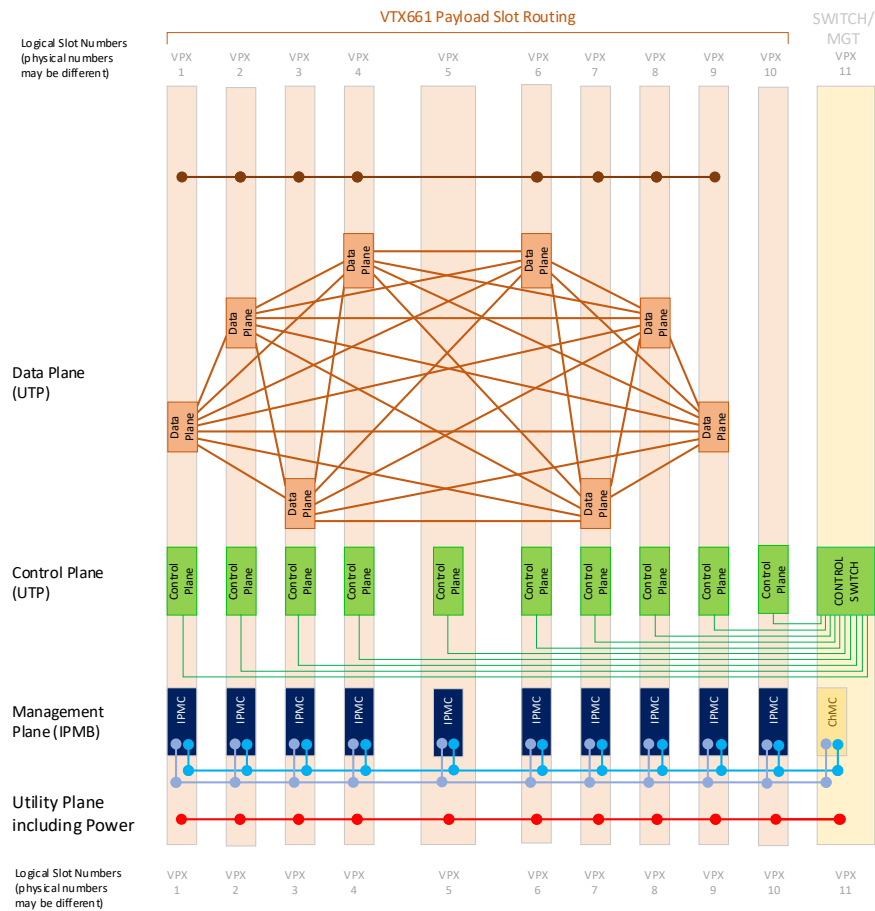 VTX661 Payload Slot Routing
SWITCH/
MGT
Logical Slot Numbers
(physical numbers
may be different)
VPX VPX VPX VPX VPX VPX VPX VPX VPX VPX VPX
1 2 3 4 5 6 7 8 9 10 11
Data
Plane
Data
Plane
Data
Plane
Data
Plane
Data Plane
(UTP)
Data
Plane
Data
Plane
Data
Plane
Data
Plane
Control Plane
(UTP)
Control
Plane
Control
Plane
Control
Plane
Control
Plane
Control
Plane
Control
Plane
Control
Plane
Control
Plane
Control
Plane
Control
Plane
CONTROL
SWITCH
Management
Plane (IPMB)
IPMC IPMC IPMC IPMC IPMC IPMC IPMC IPMC IPMC IPMC ChMC
Utility Plane
including Power
Logical Slot Numbers
(physical numbers
may be different)
VPX VPX VPX VPX VPX VPX VPX VPX VPX VPX VPX
1 2 3 4 5 6 7 8 9 10 11